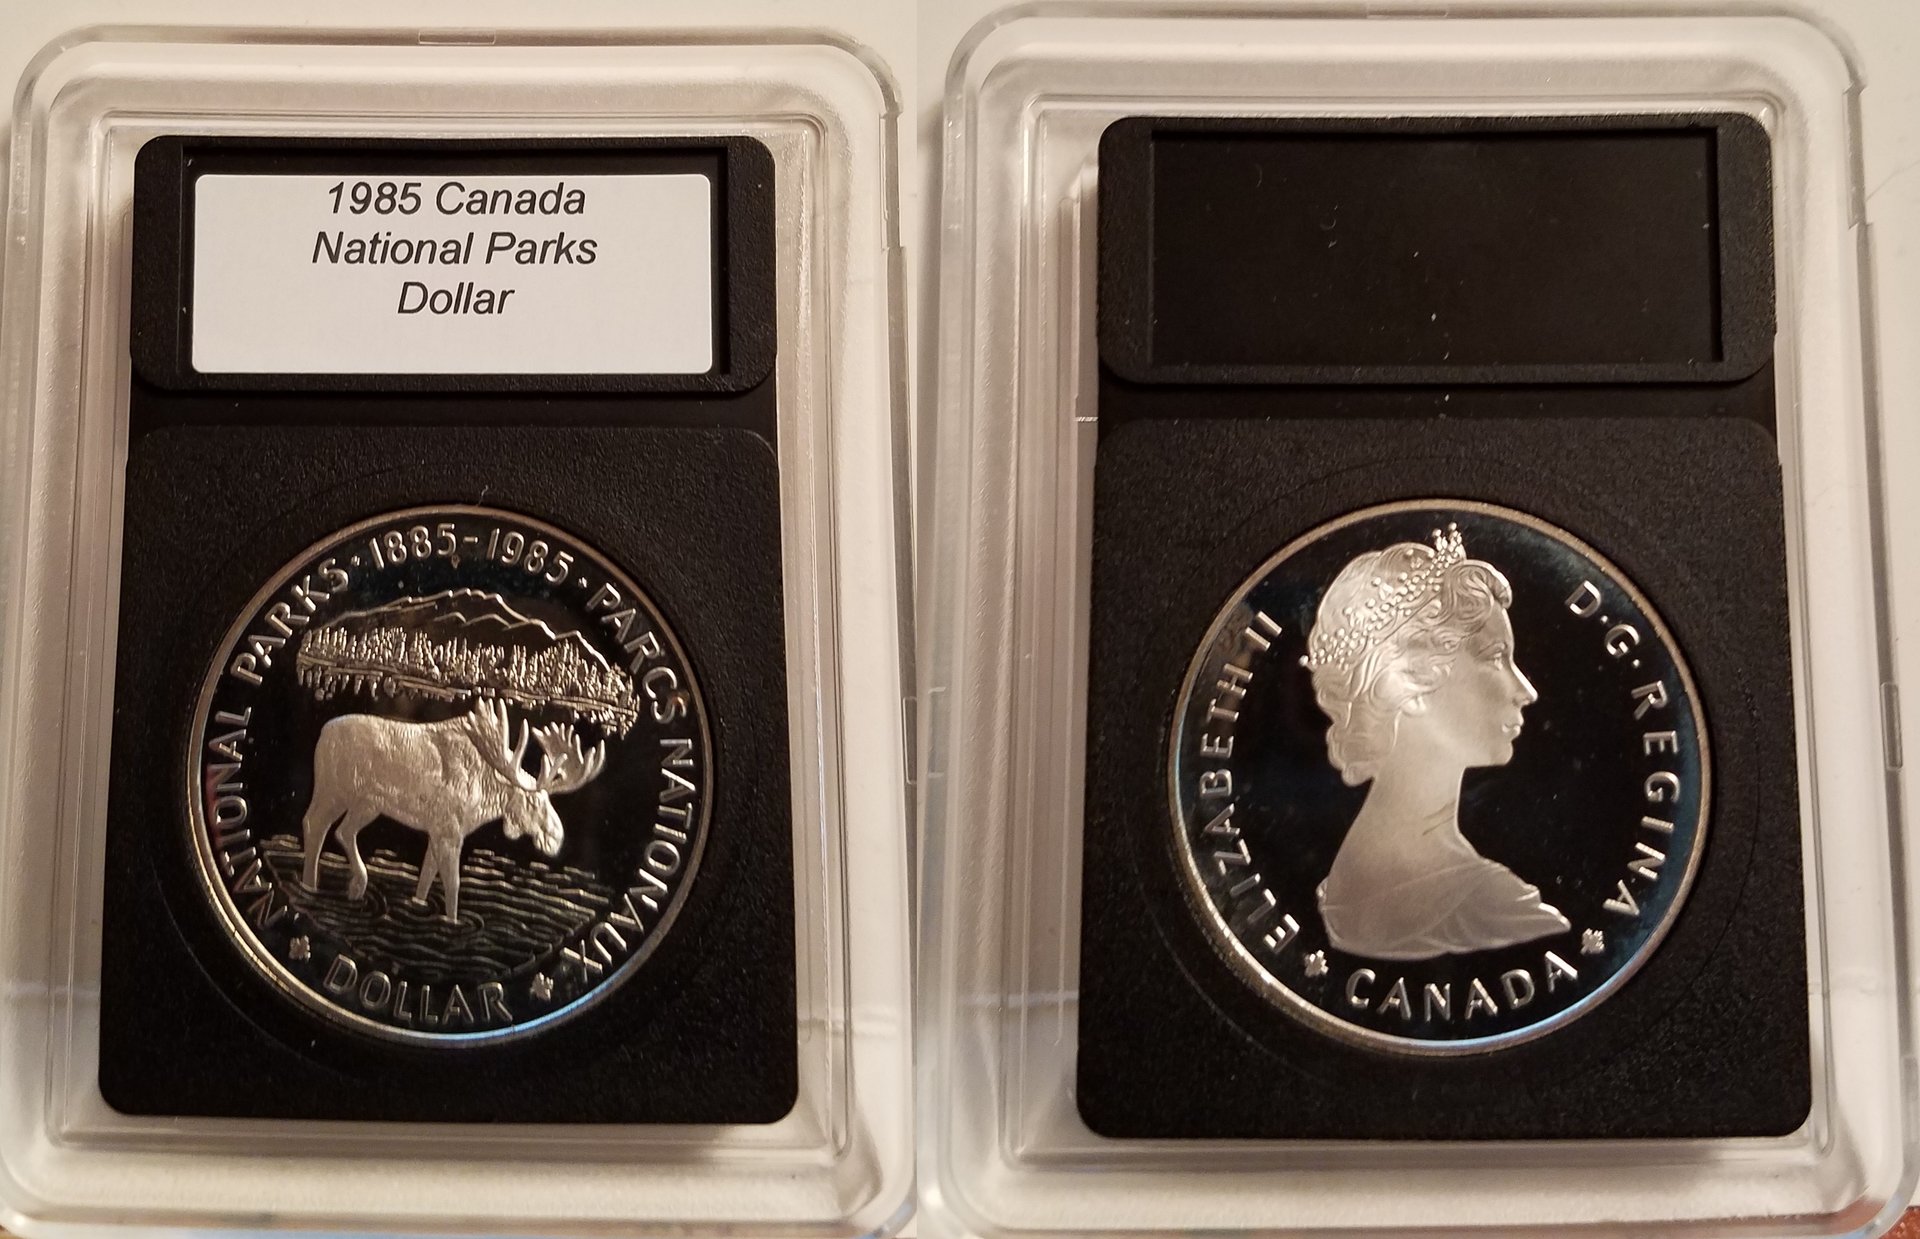 1985 Canada
National Parks
Dollar
NATIONAL PARKS · 1885-1985 · PARCS NATIONAUX
DOLLAR
ELIZABETH II D·G·REGINA
CANADA